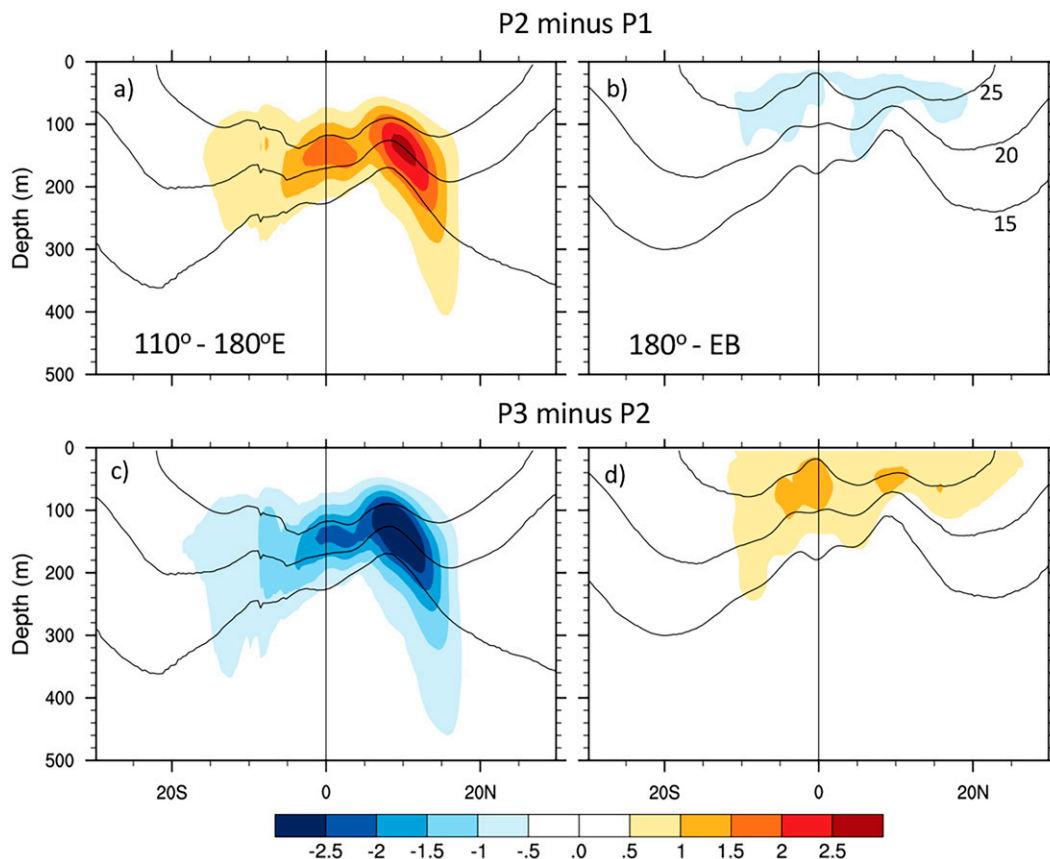 P2 minus P1
a)
b)
0
100
200
300
400
500
Depth (m)
25
20
15
110° - 180°E
180° - EB
P3 minus P2
c)
d)
0
100
200
300
400
500
Depth (m)
20S 0 20N 20S 0 20N
-2.5 -2 -1.5 -1 -.5 .0 .5 1 1.5 2 2.5